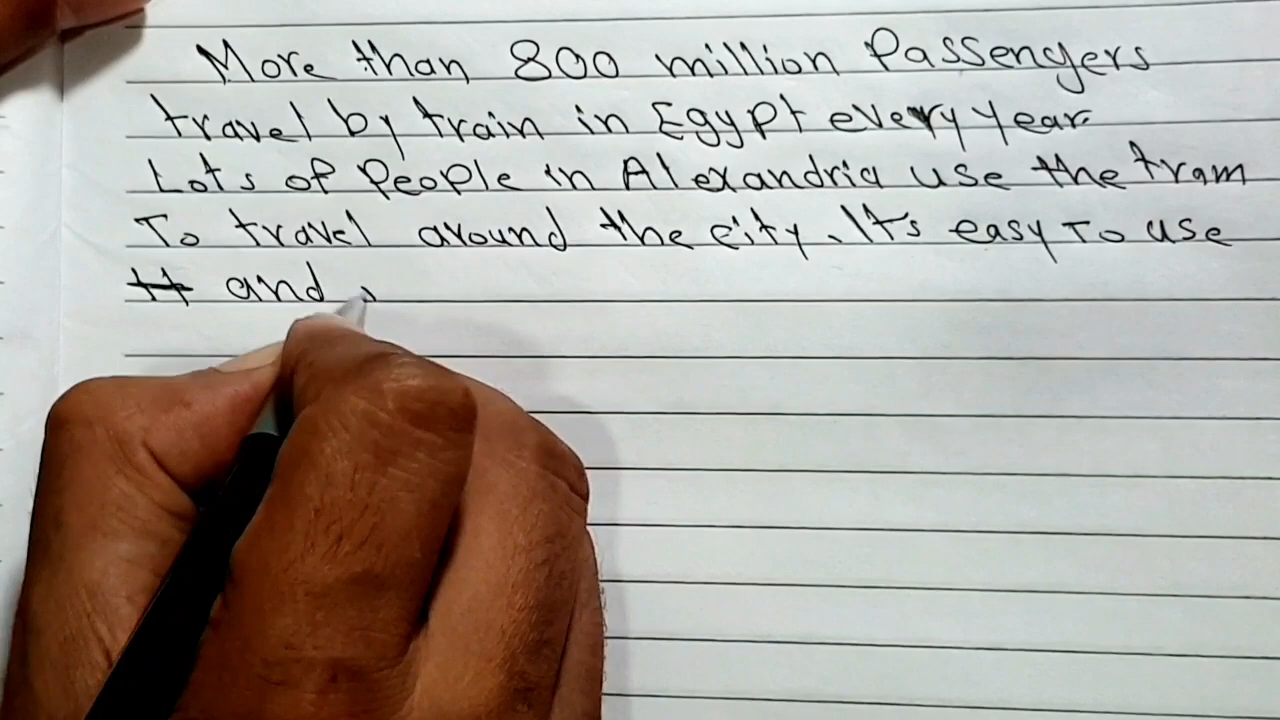 More than 800 million Passengers
travel by train in Egypt every year
Lots of People in Alexandria use the tram
To travel around the city. It's easy To use
and